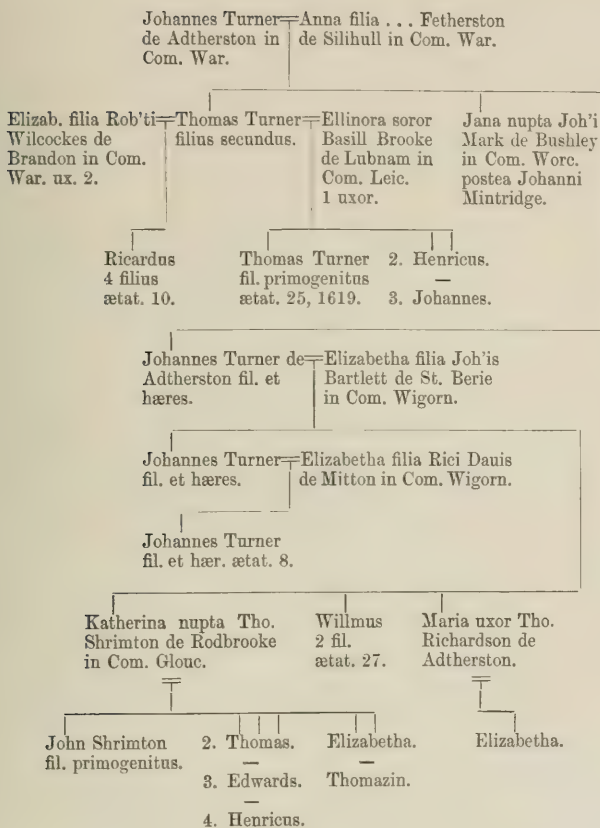 Johannes Turner=Anna filia . . . Fetherston
de Adtherston in de Silihull in Com. War.
Com. War.
Elizab. filia Rob'ti=Thomas Turner=Ellinora soror Jana nupta Joh'i
Wilcockes de filius secundus. Basill Brooke Mark de Bushley
Brandon in Com. de Lubnam in in Com. Worc.
War. ux. 2. Com. Leic. postea Johanni
1 uxor. Mintridge.
Ricardus Thomas Turner 2. Henricus.
4 filius fil. primogenitus —
ætat. 10. ætat. 25, 1619. 3. Johannes.
Johannes Turner de=Elizabetha filia Joh'is
Adtherston fil. et Bartlett de St. Berie
hæres. in Com. Wigorn.
Johannes Turner=Elizabetha filia Rici Dauis
fil. et hæres. de Mitton in Com. Wigorn.
Johannes Turner
fil. et hær. ætat. 8.
Katherina nupta Tho. Willmus Maria uxor Tho.
Shrimton de Rodbrooke 2 fil. Richardson de
in Com. Glouc. ætat. 27. Adtherston.
John Shrimton 2. Thomas. Elizabetha. Elizabetha.
fil. primogenitus. — —
3. Edwards. Thomazin.
—
4. Henricus.